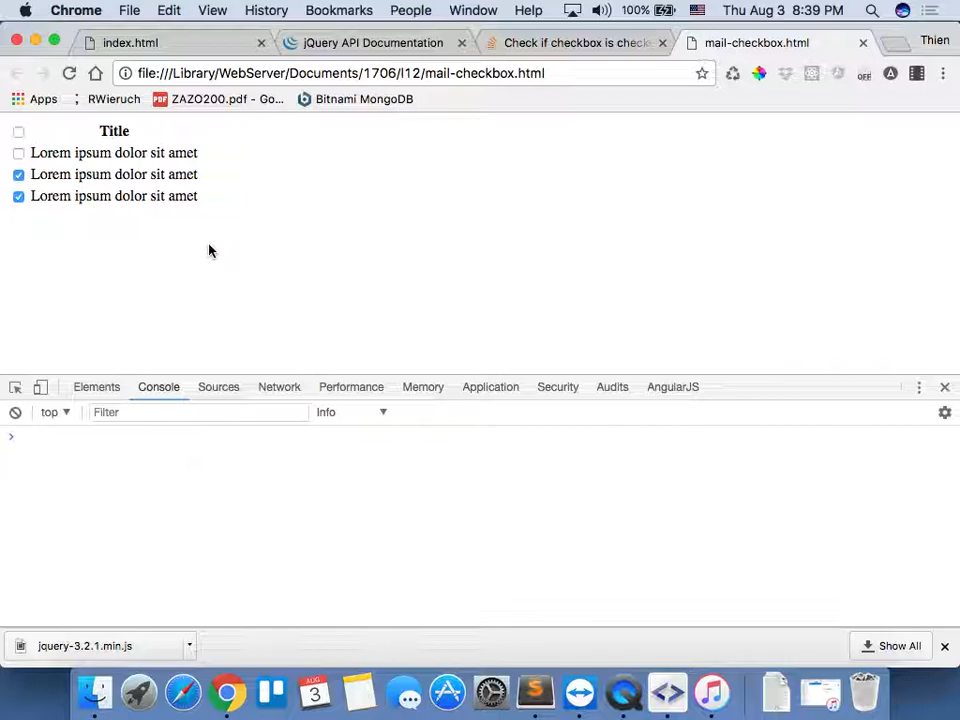 Chrome File Edit View History Bookmarks People Window Help 100% Thu Aug 3 8:39 PM
index.html jQuery API Documentation Check if checkbox is check mail-checkbox.html Thien
file:///Library/WebServer/Documents/1706/l12/mail-checkbox.html OFF
Apps RWieruch PDF ZAZO200.pdf - Go... Bitnami MongoDB
Title
Lorem ipsum dolor sit amet
Lorem ipsum dolor sit amet
Lorem ipsum dolor sit amet
Elements Console Sources Network Performance Memory Application Security Audits AngularJS
top Filter Info
jquery-3.2.1.min.js Show All
AUG
3